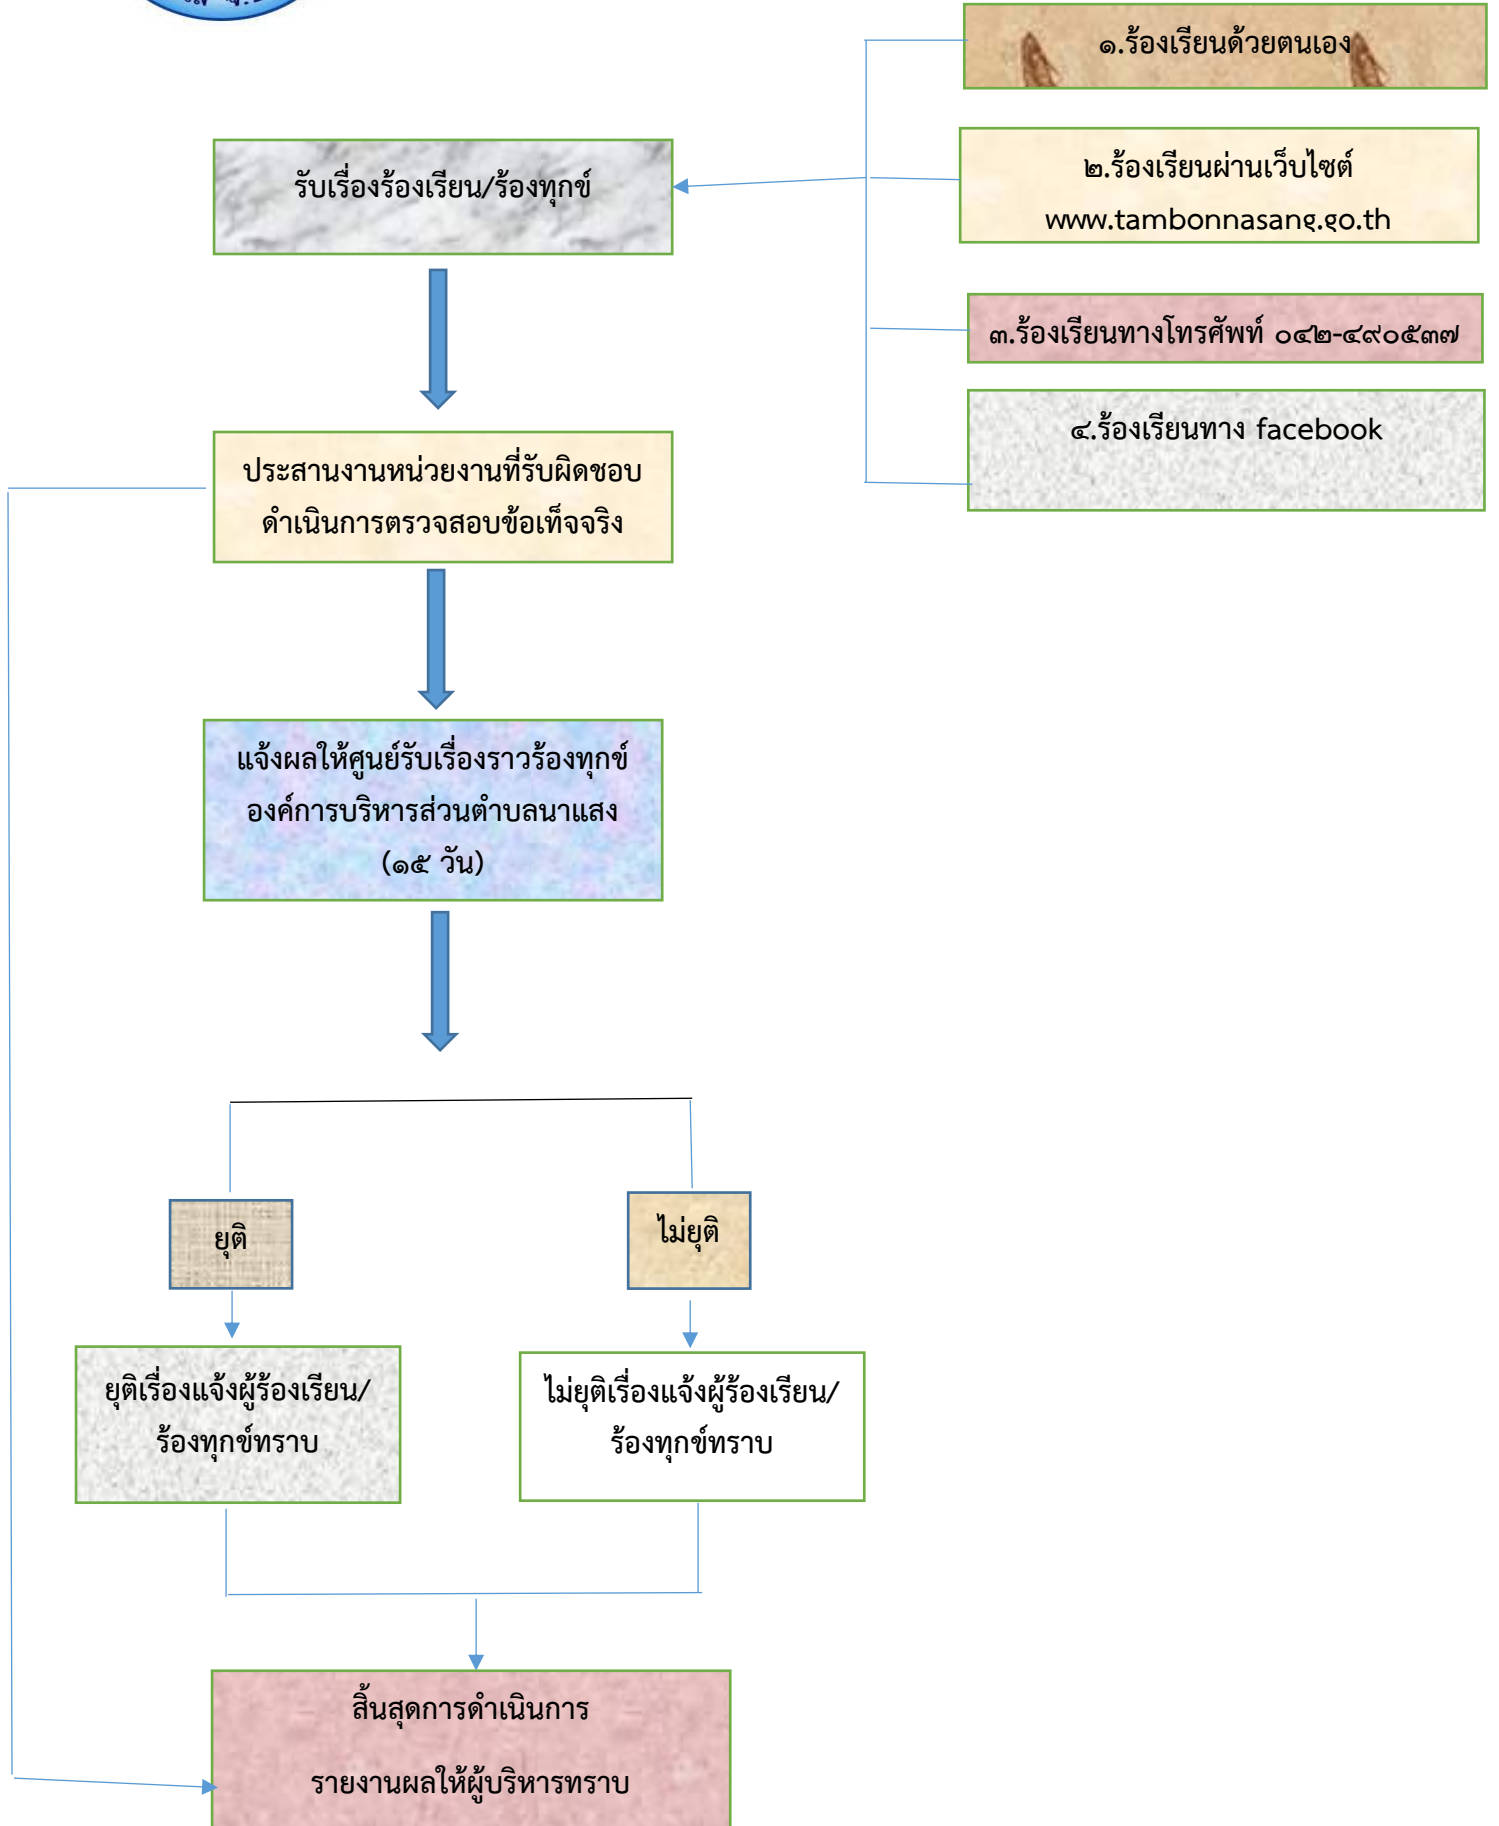 ๑.ร้องเรียนด้วยตนเอง
รับเรื่องร้องเรียน/ร้องทุกข์
๒.ร้องเรียนผ่านเว็บไซต์
www.tambonnasang.go.th
๓.ร้องเรียนทางโทรศัพท์ ๐๔๒-๔๙๐๕๓๗
๔.ร้องเรียนทาง facebook
ประสานงานหน่วยงานที่รับผิดชอบ
ดำเนินการตรวจสอบข้อเท็จจริง
แจ้งผลให้ศูนย์รับเรื่องราวร้องทุกข์
องค์การบริหารส่วนตำบลนาแสง
(๑๕ วัน)
ยุติ
ไม่ยุติ
ยุติเรื่องแจ้งผู้ร้องเรียน/
ร้องทุกข์ทราบ
ไม่ยุติเรื่องแจ้งผู้ร้องเรียน/
ร้องทุกข์ทราบ
สิ้นสุดการดำเนินการ
รายงานผลให้ผู้บริหารทราบ